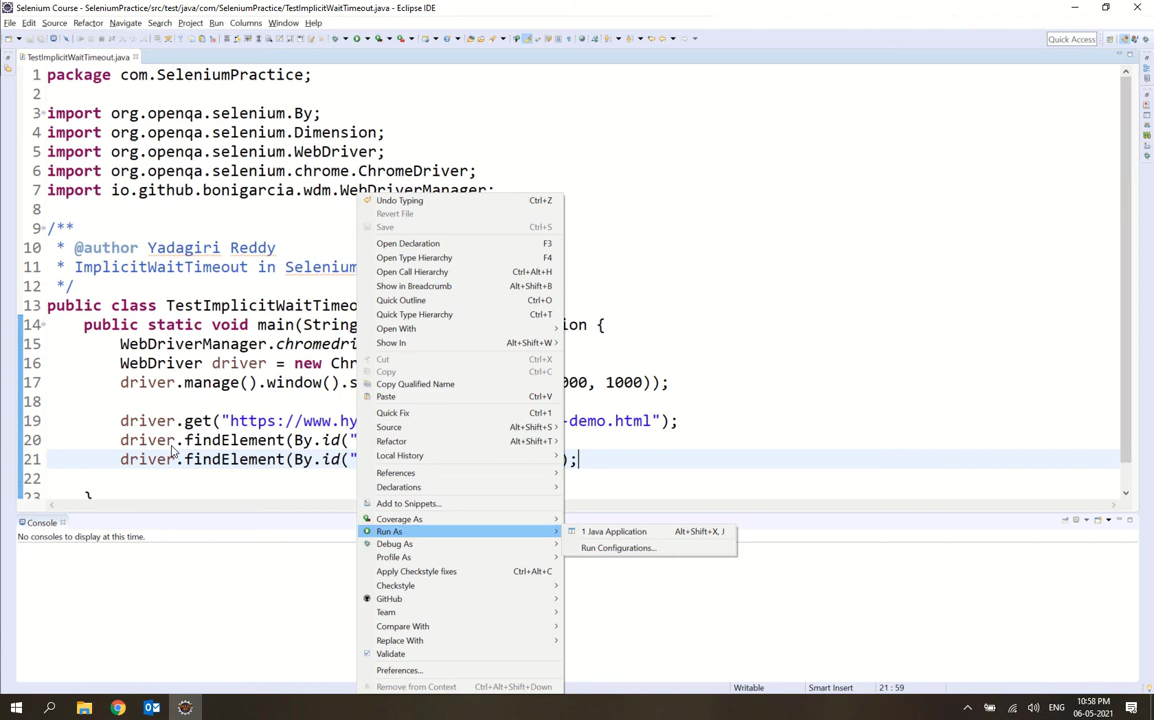 Selenium Course - SeleniumPractice/src/test/java/com/SeleniumPractice/TestImplicitWaitTimeout.java - Eclipse IDE
File Edit Source Refactor Navigate Search Project Run Columns Window Help
Quick Access
TestImplicitWaitTimeout.java
1 package com.SeleniumPractice;
2
3 import org.openqa.selenium.By;
4 import org.openqa.selenium.Dimension;
5 import org.openqa.selenium.WebDriver;
6 import org.openqa.selenium.chrome.ChromeDriver;
7 import io.github.bonigarcia.wdm.WebDriverManager;
8
9 /**
10 * @author Yadagiri Reddy
11 * ImplicitWaitTimeout in Selenium
12 */
13 public class TestImplicitWaitTimeo
14 public static void main(String ion {
15 WebDriverManager.chromedri
16 WebDriver driver = new Chr
17 driver.manage().window().s 000, 1000));
18
19 driver.get("https://www.hy -demo.html");
20 driver.findElement(By.id("
21 driver.findElement(By.id(" );
22
23 }
Undo Typing Ctrl+Z
Revert File
Save Ctrl+S
Open Declaration F3
Open Type Hierarchy F4
Open Call Hierarchy Ctrl+Alt+H
Show in Breadcrumb Alt+Shift+B
Quick Outline Ctrl+O
Quick Type Hierarchy Ctrl+T
Open With
Show In Alt+Shift+W
Cut Ctrl+X
Copy Ctrl+C
Copy Qualified Name
Paste Ctrl+V
Quick Fix Ctrl+1
Source Alt+Shift+S
Refactor Alt+Shift+T
Local History
References
Declarations
Add to Snippets...
Coverage As
Run As
Debug As
Profile As
Apply Checkstyle fixes Ctrl+Alt+C
Checkstyle
GitHub
Team
Compare With
Replace With
Validate
Preferences...
Remove from Context Ctrl+Alt+Shift+Down
1 Java Application Alt+Shift+X, J
Run Configurations...
Console
No consoles to display at this time.
Writable Smart Insert 21 : 59
ENG 10:58 PM
06-05-2021